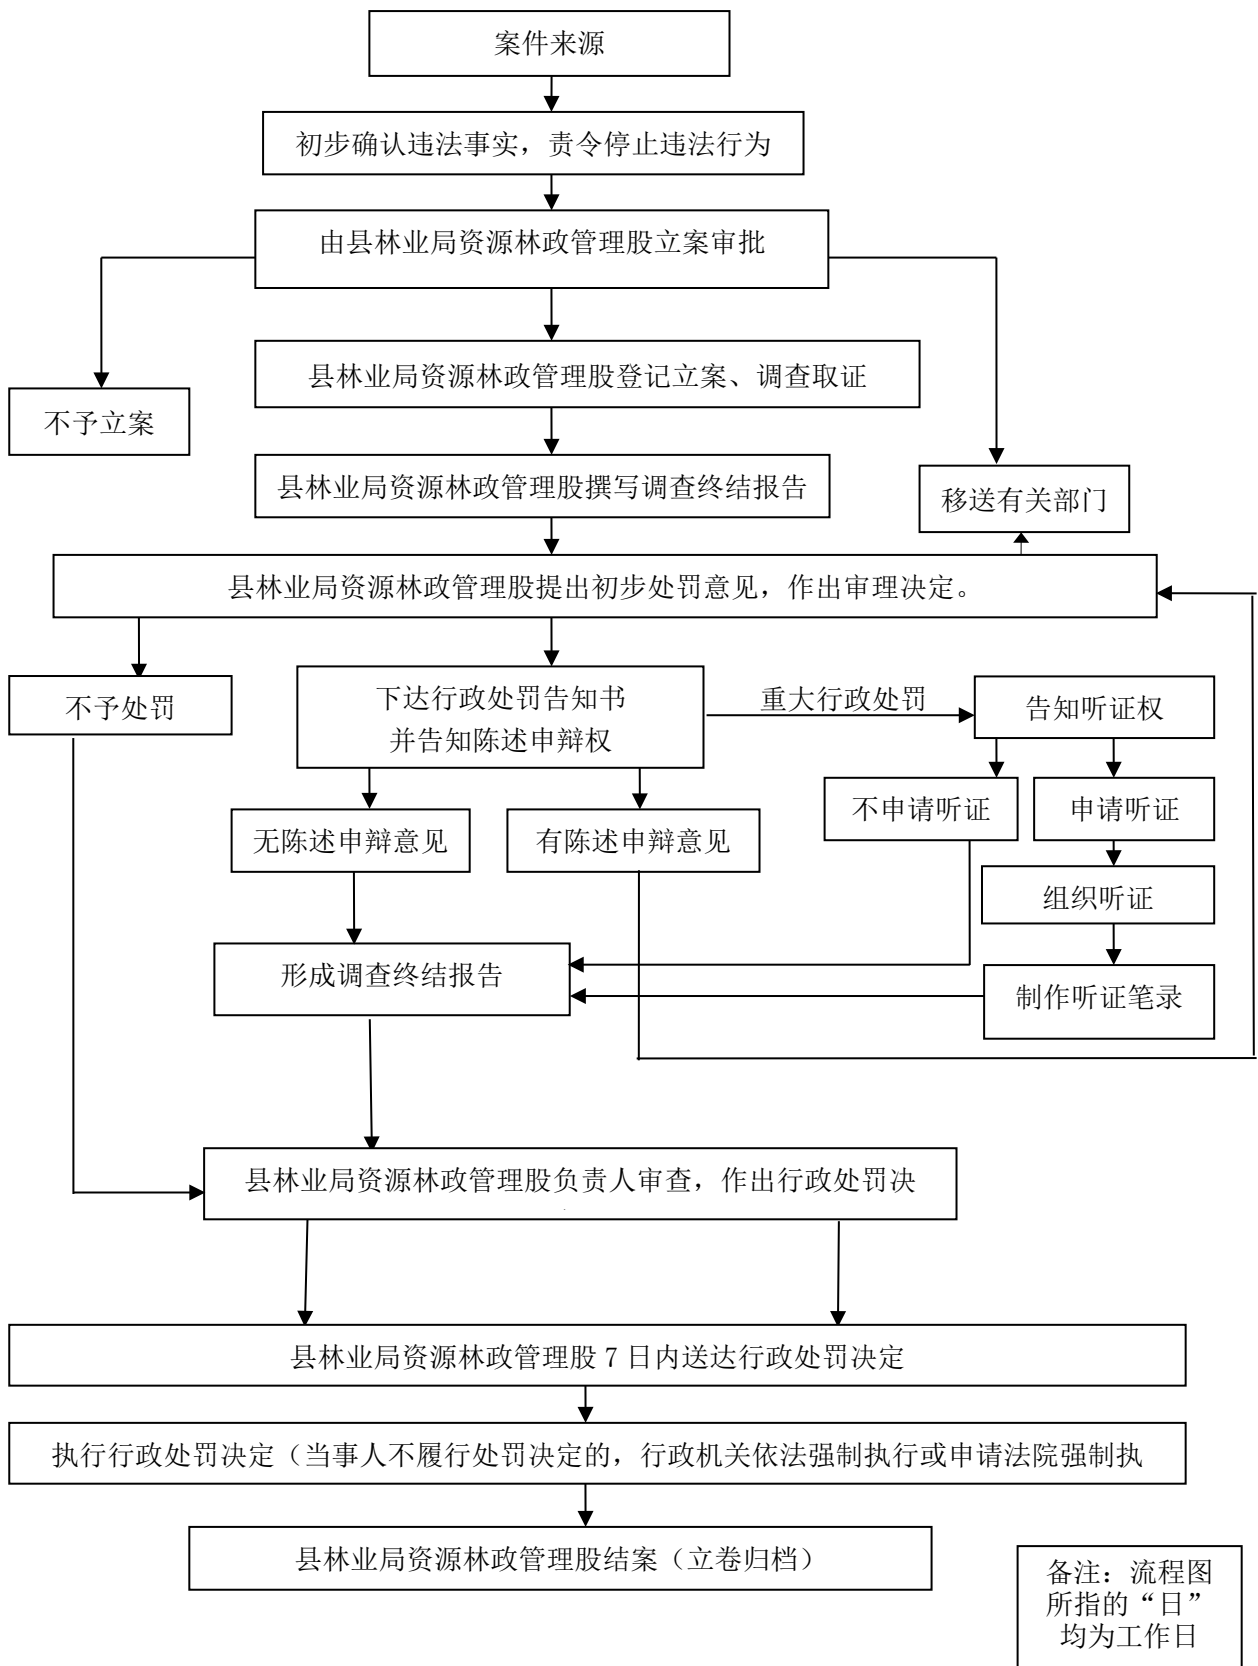 案件来源
初步确认违法事实，责令停止违法行为
由县林业局资源林政管理股立案审批
县林业局资源林政管理股登记立案、调查取证
不予立案
县林业局资源林政管理股撰写调查终结报告
移送有关部门
县林业局资源林政管理股提出初步处罚意见，作出审理决定。
不予处罚
下达行政处罚告知书
并告知陈述申辩权
重大行政处罚
告知听证权
不申请听证
申请听证
无陈述申辩意见
有陈述申辩意见
组织听证
形成调查终结报告
制作听证笔录
县林业局资源林政管理股负责人审查，作出行政处罚决
县林业局资源林政管理股 7 日内送达行政处罚决定
执行行政处罚决定（当事人不履行处罚决定的，行政机关依法强制执行或申请法院强制执
县林业局资源林政管理股结案（立卷归档）
备注：流程图
所指的“日”
均为工作日